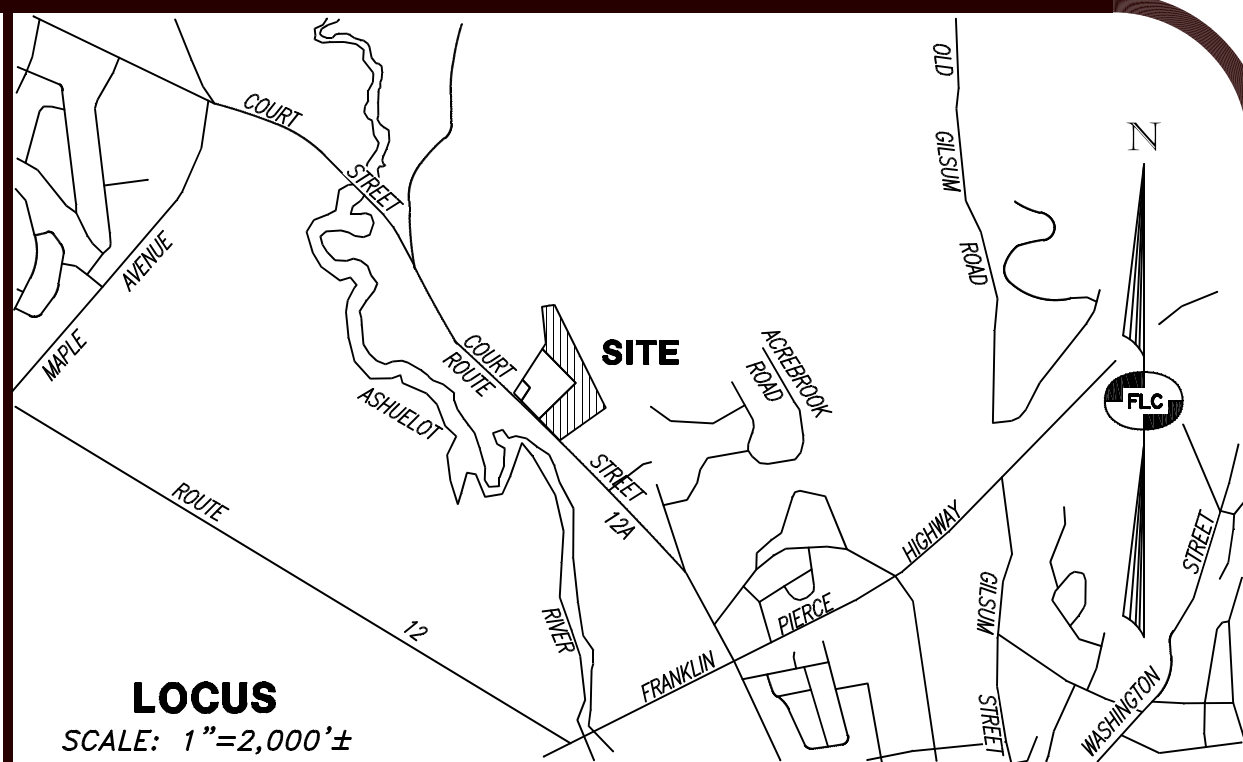 OLD
GILSUM
ROAD
N
COURT
STREET
MAPLE
AVENUE
COURT
ROUTE
SITE
ACREBROOK
ROAD
FLC
ASHUELOT
STREET
12A
ROUTE
12
HIGHWAY
STREET
RIVER
PIERCE
GILSUM
FRANKLIN
STREET
WASHINGTON
LOCUS
SCALE: 1"=2,000'±